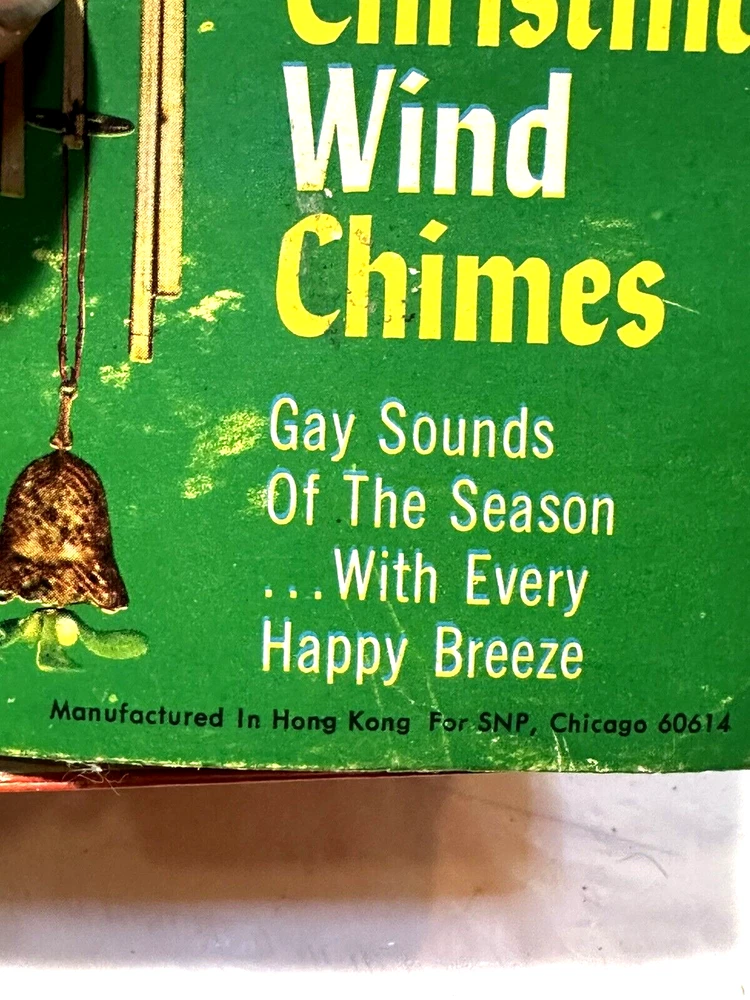 Wind
Chimes
Gay Sounds
Of The Season
...With Every
Happy Breeze
Manufactured In Hong Kong For SNP, Chicago 60614